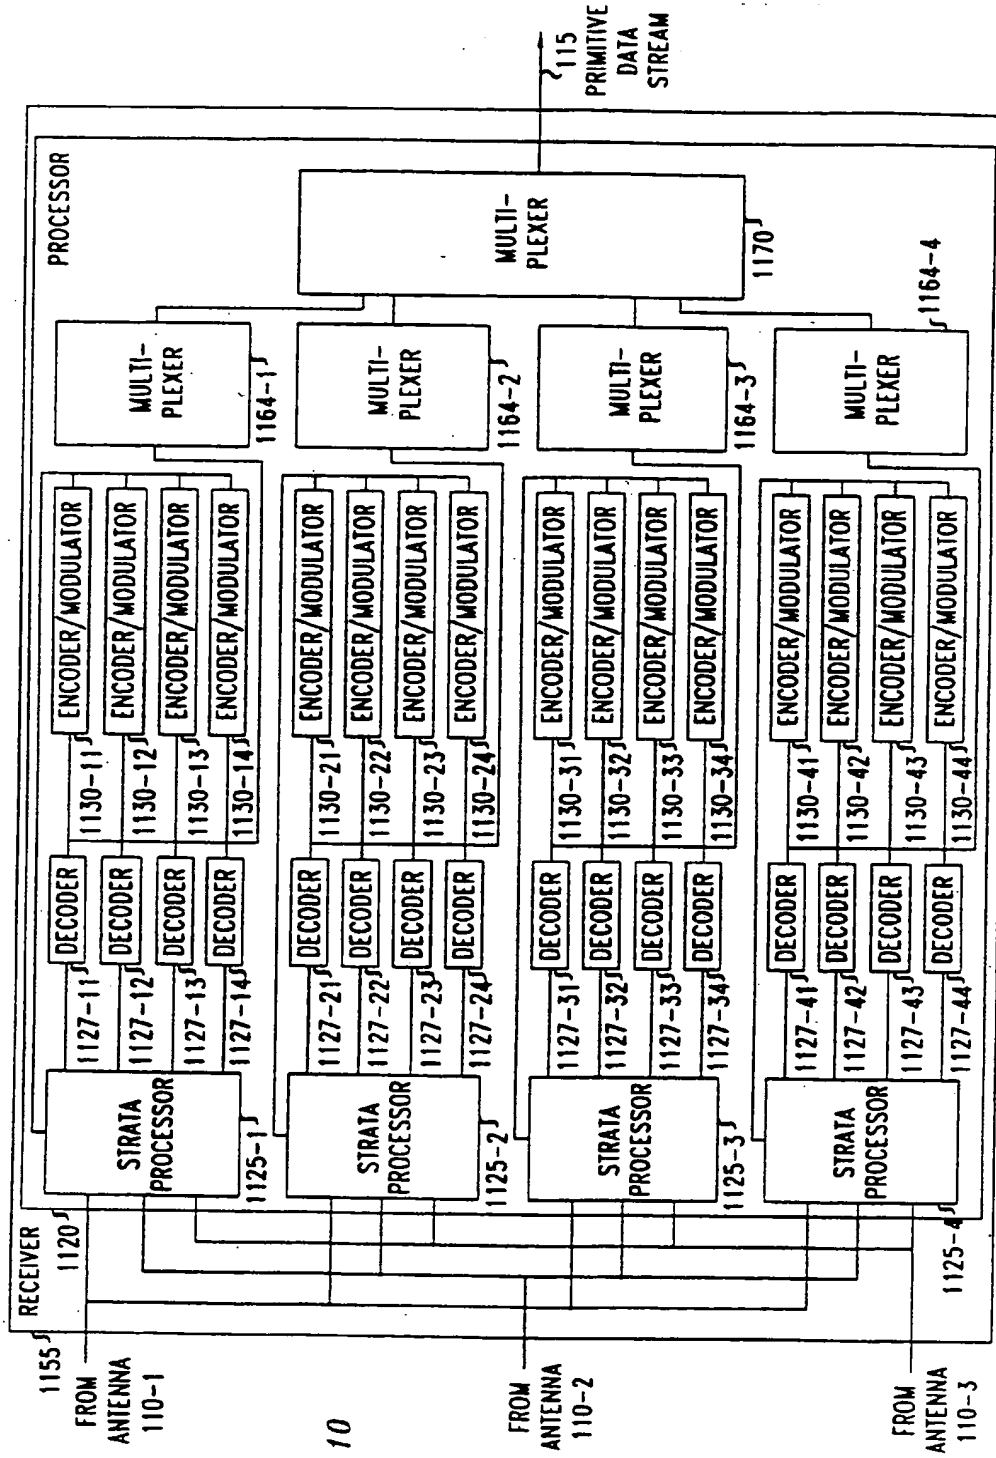 1155
RECEIVER
1120
PROCESSOR
FROM
ANTENNA
110-1
10
FROM
ANTENNA
110-2
FROM
ANTENNA
110-3
STRATA
PROCESSOR
1125-1
1127-11
DECODER
1130-11
ENCODER/MODULATOR
1127-12
DECODER
1130-12
ENCODER/MODULATOR
1127-13
DECODER
1130-13
ENCODER/MODULATOR
1127-14
DECODER
1130-14
ENCODER/MODULATOR
MULTI-
PLEXER
1164-1
STRATA
PROCESSOR
1125-2
1127-21
DECODER
1130-21
ENCODER/MODULATOR
1127-22
DECODER
1130-22
ENCODER/MODULATOR
1127-23
DECODER
1130-23
ENCODER/MODULATOR
1127-24
DECODER
1130-24
ENCODER/MODULATOR
MULTI-
PLEXER
1164-2
STRATA
PROCESSOR
1125-3
1127-31
DECODER
1130-31
ENCODER/MODULATOR
1127-32
DECODER
1130-32
ENCODER/MODULATOR
1127-33
DECODER
1130-33
ENCODER/MODULATOR
1127-34
DECODER
1130-34
ENCODER/MODULATOR
MULTI-
PLEXER
1164-3
STRATA
PROCESSOR
1125-4
1127-41
DECODER
1130-41
ENCODER/MODULATOR
1127-42
DECODER
1130-42
ENCODER/MODULATOR
1127-43
DECODER
1130-43
ENCODER/MODULATOR
1127-44
DECODER
1130-44
ENCODER/MODULATOR
MULTI-
PLEXER
1164-4
MULTI-
PLEXER
1170
115
PRIMITIVE
DATA
STREAM